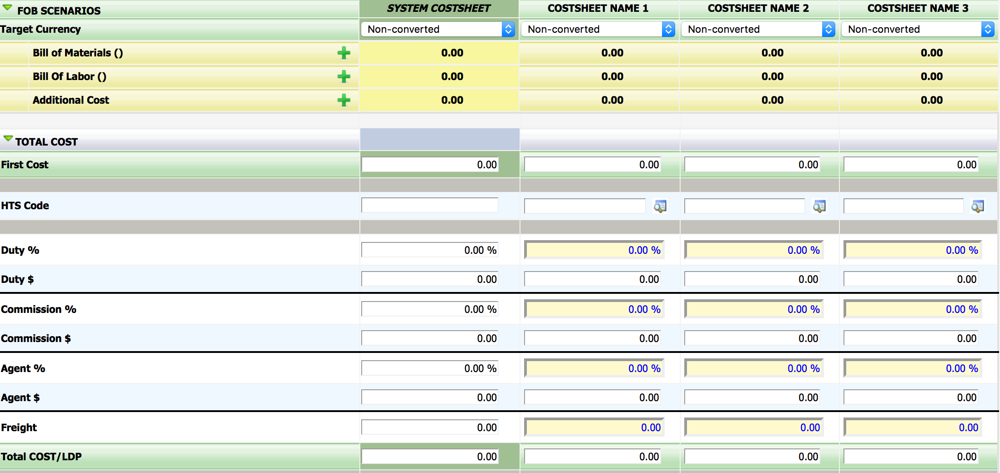 FOB SCENARIOS SYSTEM COSTSHEET COSTSHEET NAME 1 COSTSHEET NAME 2 COSTSHEET NAME 3
Target Currency Non-converted Non-converted Non-converted Non-converted
Bill of Materials () 0.00 0.00 0.00 0.00
Bill Of Labor () 0.00 0.00 0.00 0.00
Additional Cost 0.00 0.00 0.00 0.00
TOTAL COST
First Cost 0.00 0.00 0.00 0.00
HTS Code
Duty % 0.00 % 0.00 % 0.00 % 0.00 %
Duty $ 0.00 0.00 0.00 0.00
Commission % 0.00 % 0.00 % 0.00 % 0.00 %
Commission $ 0.00 0.00 0.00 0.00
Agent % 0.00 % 0.00 % 0.00 % 0.00 %
Agent $ 0.00 0.00 0.00 0.00
Freight 0.00 0.00 0.00 0.00
Total COST/LDP 0.00 0.00 0.00 0.00